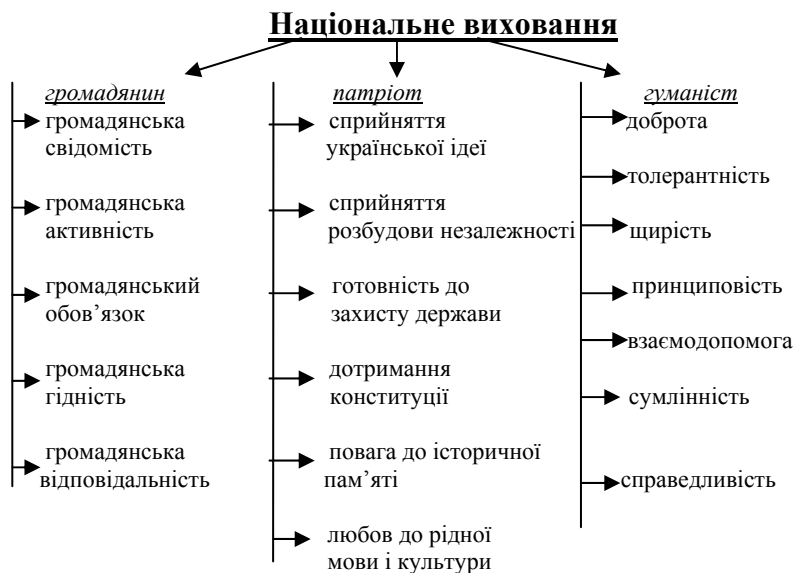 Національне виховання
громадянин
громадянська
свідомість
громадянська
активність
громадянський
обов’язок
громадянська
гідність
громадянська
відповідальність
патріот
сприйняття
української ідеї
сприйняття
розбудови незалежності
готовність до
захисту держави
дотримання
конституції
повага до історичної
пам’яті
любов до рідної
мови і культури
гуманіст
доброта
толерантність
щирість
принциповість
взаємодопомога
сумлінність
справедливість